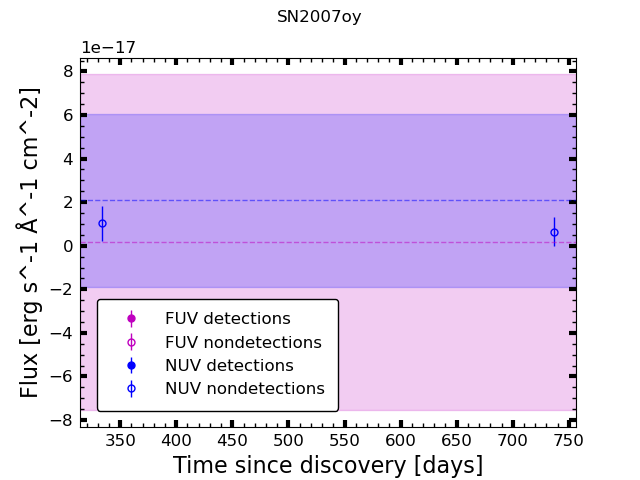 SN2007oy
1e−17
8
6
4
2
0
−2
−4
−6
−8
Flux [erg s^-1 Å^-1 cm^-2]
FUV detections
FUV nondetections
NUV detections
NUV nondetections
350 400 450 500 550 600 650 700 750
Time since discovery [days]